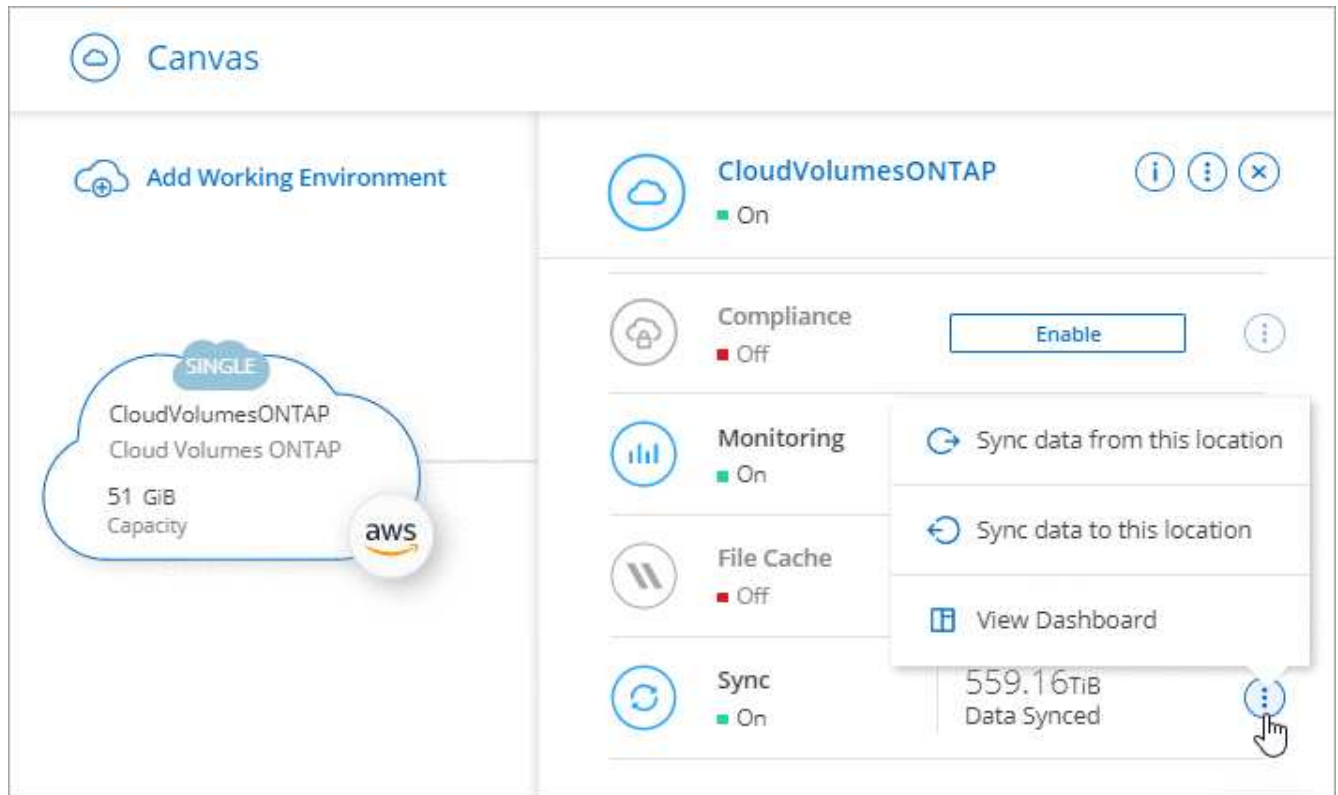 Canvas
Add Working Environment
SINGLE
CloudVolumesONTAP
Cloud Volumes ONTAP
51 GiB
Capacity
aws
CloudVolumesONTAP
On
Compliance
Off
Enable
Monitoring
On
File Cache
Off
Sync
On
559.16TiB
Data Synced
Sync data from this location
Sync data to this location
View Dashboard